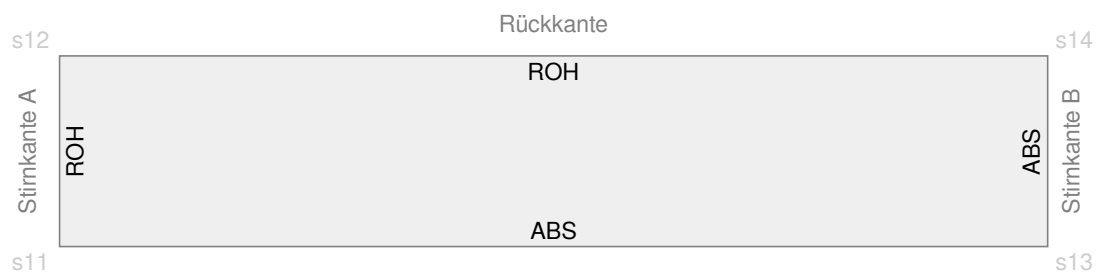 Rückkante
s12
s14
ROH
Stirnkante A
ROH
ABS
Stirnkante B
ABS
s11
s13